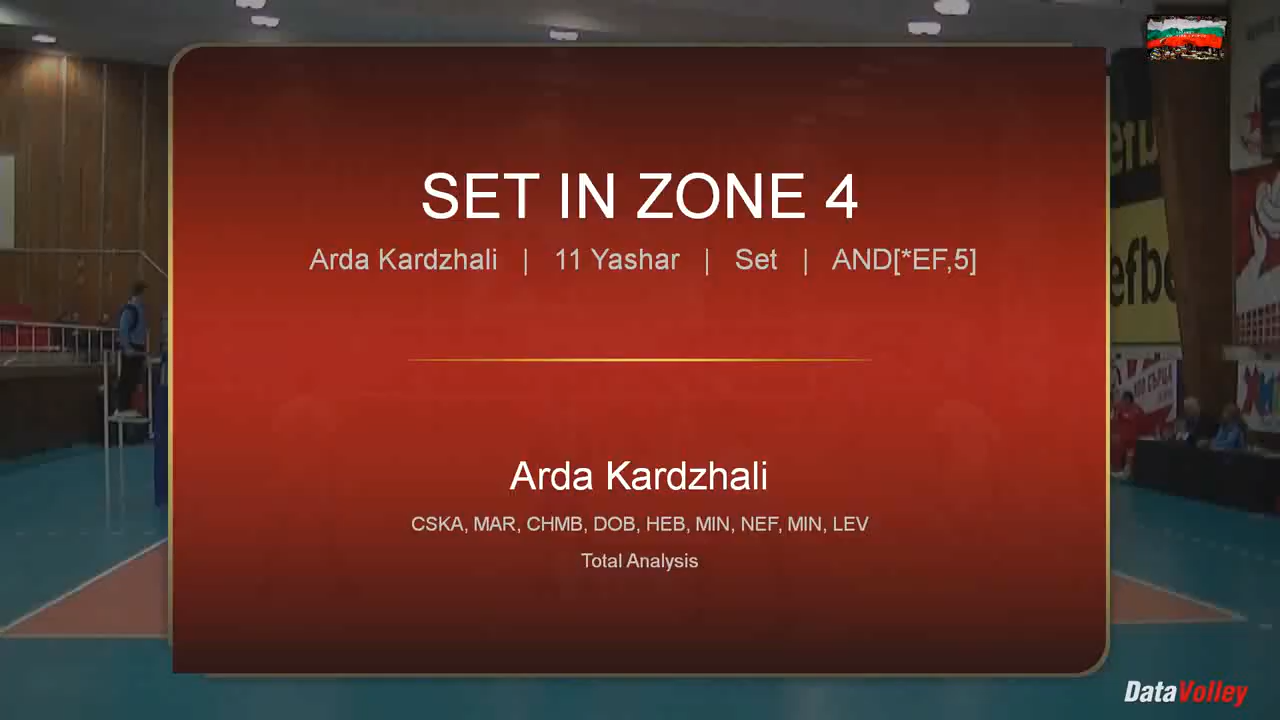 SET IN ZONE 4
Arda Kardzhali | 11 Yashar | Set | AND[*EF,5]
Arda Kardzhali
CSKA, MAR, CHMB, DOB, HEB, MIN, NEF, MIN, LEV
Total Analysis
DataVolley